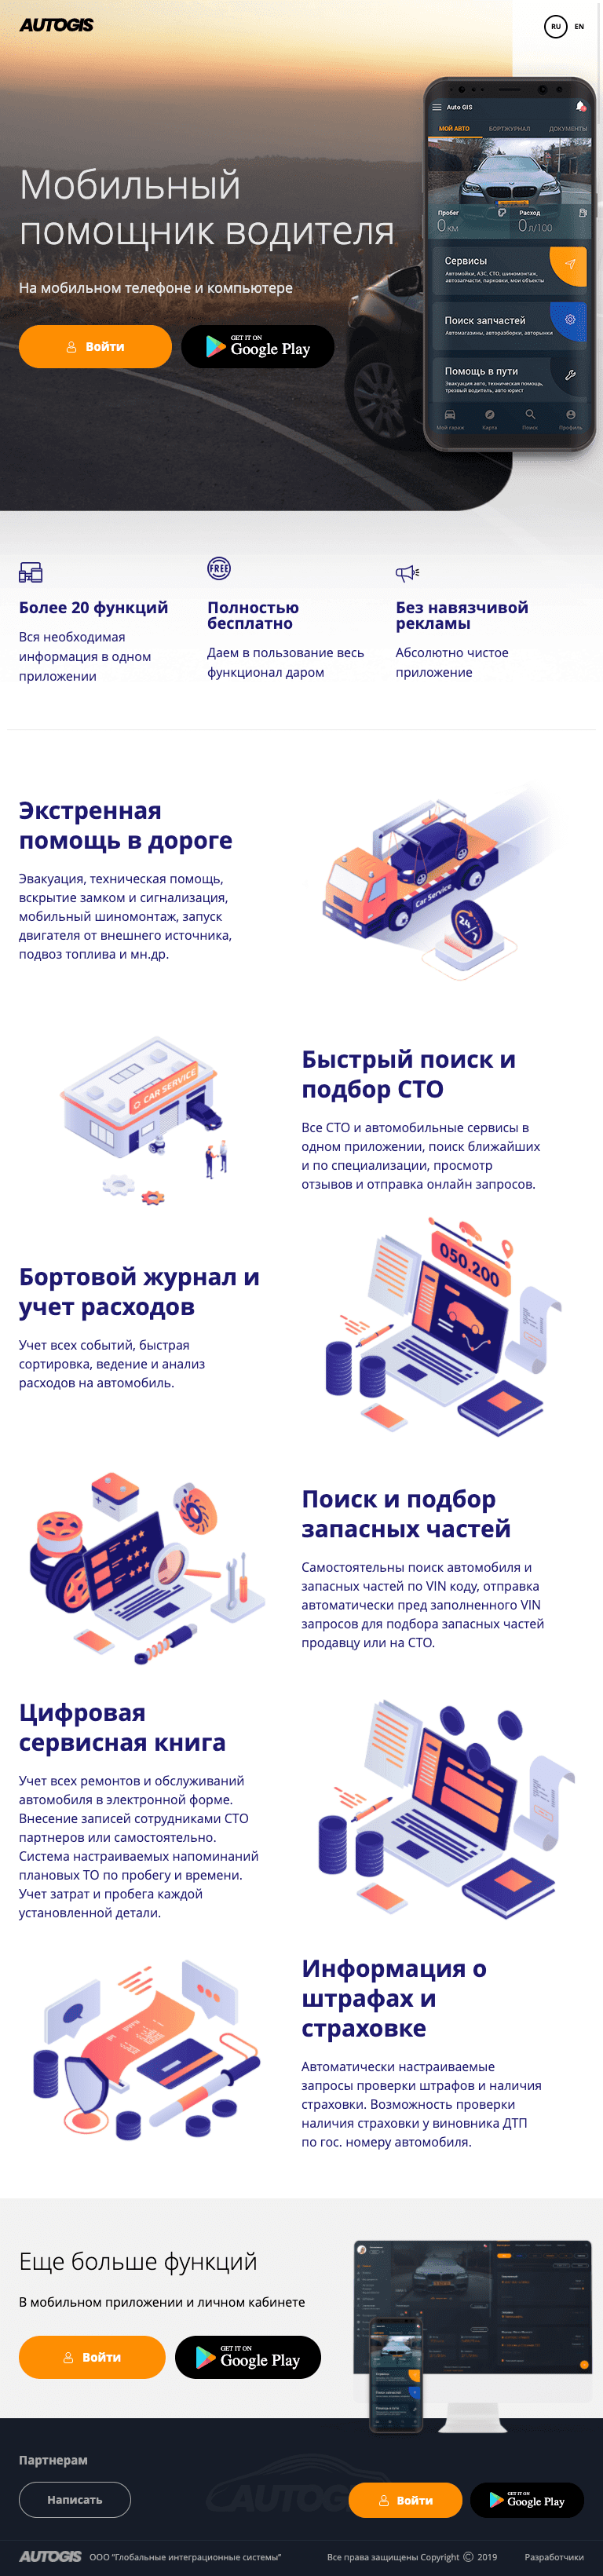 AUTOGIS
RU EN
Auto GIS
МОЙ АВТО БОРТЖУРНАЛ ДОКУМЕНТЫ
Пробег Расход
0 КМ 0 Л/100
Сервисы
Автомойки, АЗС, СТО, шиномонтаж,
автозапчасти, парковки, мои объекты
Поиск запчастей
Автомагазины, авторазборки, авторынки
Помощь в пути
Эвакуация авто, техническая помощь,
трезвый водитель, авто юрист
Мой гараж Карта Поиск Профиль
Мобильный
помощник водителя
На мобильном телефоне и компьютере
Войти
GET IT ON
Google Play
FREE
Более 20 функций
Вся необходимая
информация в одном
приложении
Полностью
бесплатно
Даем в пользование весь
функционал даром
Без навязчивой
рекламы
Абсолютно чистое
приложение
Экстренная
помощь в дороге
Эвакуация, техническая помощь,
вскрытие замком и сигнализация,
мобильный шиномонтаж, запуск
двигателя от внешнего источника,
подвоз топлива и мн.др.
Car Service
24/7
CAR SERVICE
Быстрый поиск и
подбор СТО
Все СТО и автомобильные сервисы в
одном приложении, поиск ближайших
и по специализации, просмотр
отзывов и отправка онлайн запросов.
Бортовой журнал и
учет расходов
Учет всех событий, быстрая
сортировка, ведение и анализ
расходов на автомобиль.
050.200
Поиск и подбор
запасных частей
Самостоятельны поиск автомобиля и
запасных частей по VIN коду, отправка
автоматически пред заполненного VIN
запросов для подбора запасных частей
продавцу или на СТО.
Цифровая
сервисная книга
Учет всех ремонтов и обслуживаний
автомобиля в электронной форме.
Внесение записей сотрудниками СТО
партнеров или самостоятельно.
Система настраиваемых напоминаний
плановых ТО по пробегу и времени.
Учет затрат и пробега каждой
установленной детали.
Информация о
штрафах и
страховке
Автоматически настраиваемые
запросы проверки штрафов и наличия
страховки. Возможность проверки
наличия страховки у виновника ДТП
по гос. номеру автомобиля.
Еще больше функций
В мобильном приложении и личном кабинете
Войти
GET IT ON
Google Play
Партнерам
Написать
AUTOGIS
Войти
GET IT ON
Google Play
AUTOGIS ООО "Глобальные интеграционные системы" Все права защищены Copyright © 2019 Разработчики